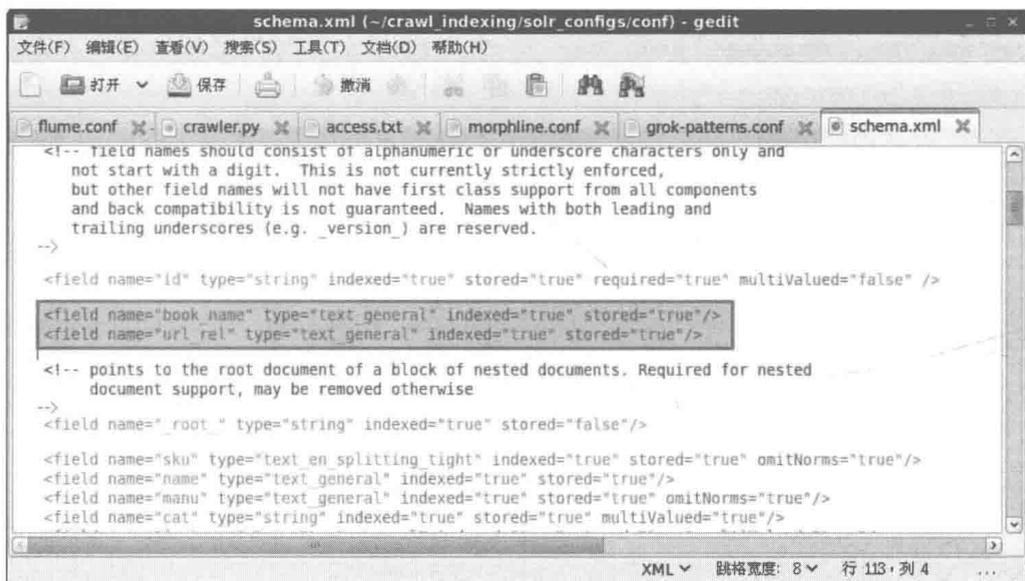 schema.xml (~/crawl_indexing/solr_configs/conf) - gedit
文件(F) 编辑(E) 查看(V) 搜索(S) 工具(T) 文档(D) 帮助(H)
打开 保存 撤消
flume.conf crawler.py access.txt morphline.conf grok-patterns.conf schema.xml
<!-- field names should consist of alphanumeric or underscore characters only and
not start with a digit. This is not currently strictly enforced,
but other field names will not have first class support from all components
and back compatibility is not guaranteed. Names with both leading and
trailing underscores (e.g. _version_) are reserved.
-->
<field name="id" type="string" indexed="true" stored="true" required="true" multiValued="false" />
<field name="book_name" type="text_general" indexed="true" stored="true"/>
<field name="url_rel" type="text_general" indexed="true" stored="true"/>
<!-- points to the root document of a block of nested documents. Required for nested
document support, may be removed otherwise
-->
<field name="_root_" type="string" indexed="true" stored="false"/>
<field name="sku" type="text_en_splitting_tight" indexed="true" stored="true" omitNorms="true"/>
<field name="name" type="text_general" indexed="true" stored="true"/>
<field name="manu" type="text_general" indexed="true" stored="true" omitNorms="true"/>
<field name="cat" type="string" indexed="true" stored="true" multiValued="true"/>
XML 跳格宽度: 8 行 113, 列 4 ...